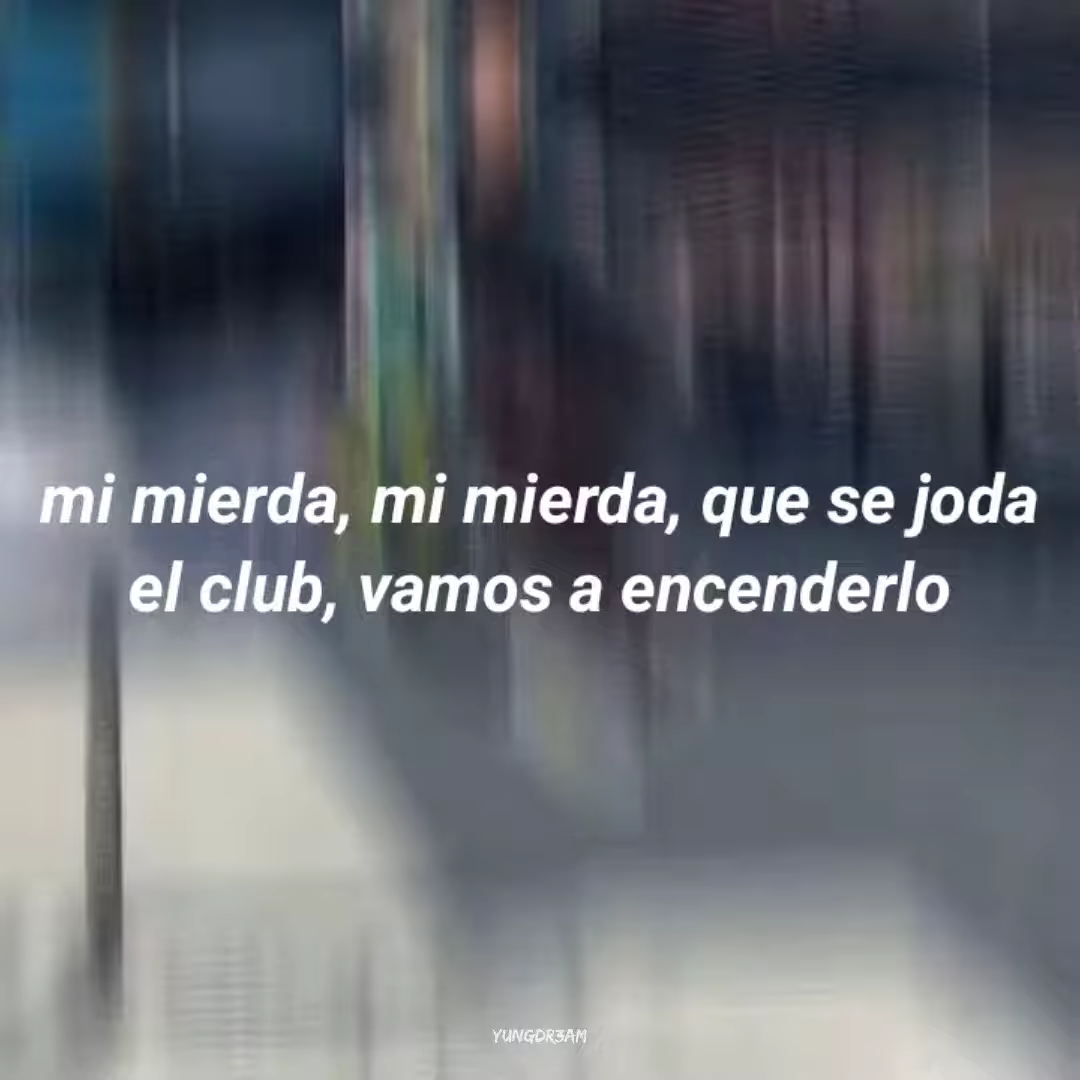 mi mierda, mi mierda, que se joda
el club, vamos a encenderlo
YUNGDR3AM